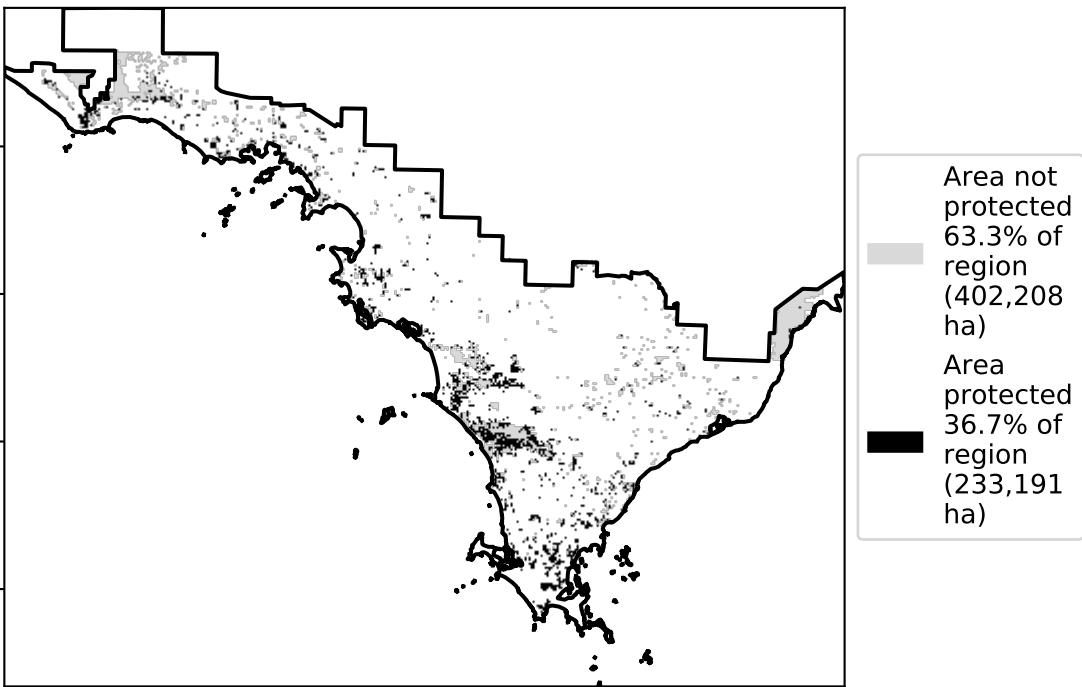 Area not
protected
63.3% of
region
(402,208
ha)
Area
protected
36.7% of
region
(233,191
ha)